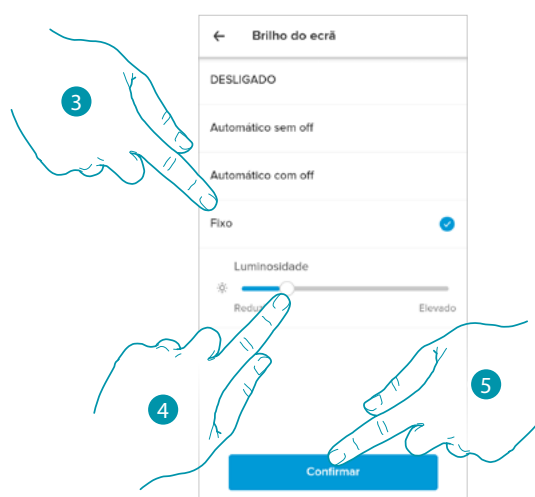 ← Brilho do ecrã
DESLIGADO
3
Automático sem off
Automático com off
Fixo
Luminosidade
Elevado
5
4
Confirmar